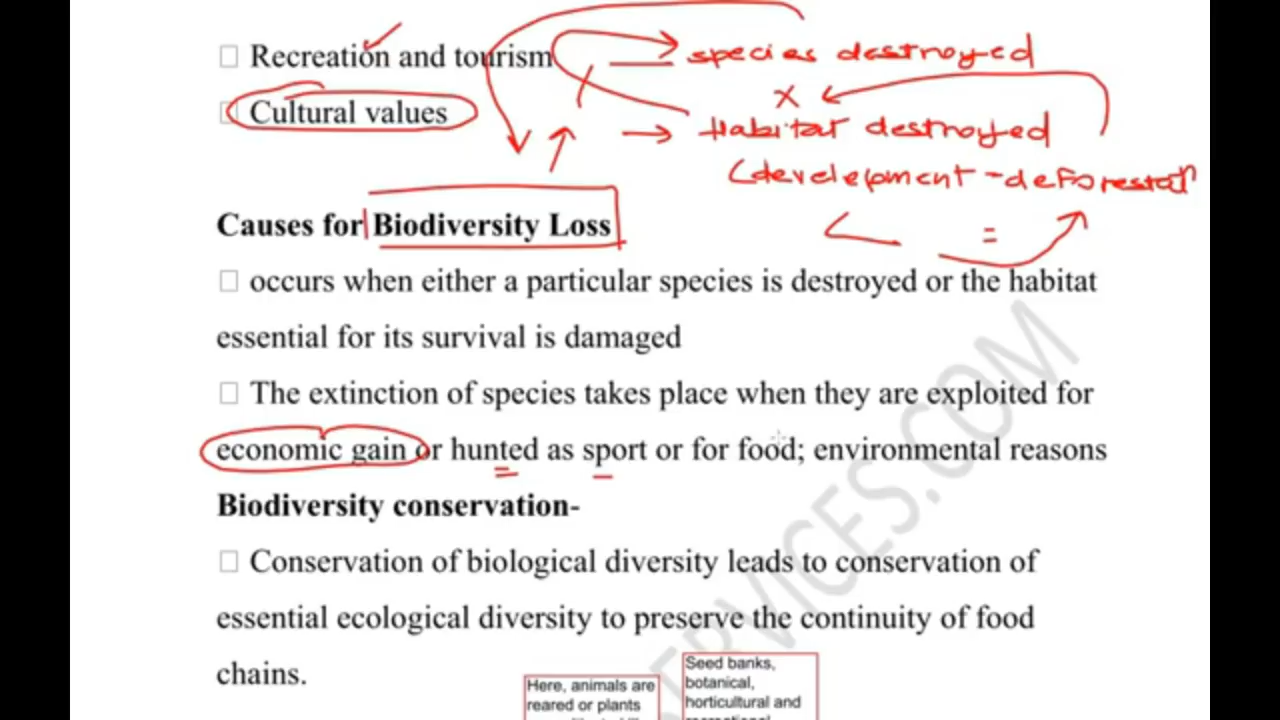 □ Recreation and tourism
species destroyed
□ Cultural values
x
→ Habitat destroyed
(development - deforestatn
Causes for Biodiversity Loss
=
□ occurs when either a particular species is destroyed or the habitat
essential for its survival is damaged
□ The extinction of species takes place when they are exploited for
economic gain or hunted as sport or for food; environmental reasons
Biodiversity conservation-
□ Conservation of biological diversity leads to conservation of
essential ecological diversity to preserve the continuity of food
chains.
Here, animals are
reared or plants
Seed banks,
botanical,
horticultural and
SERVICES.COM